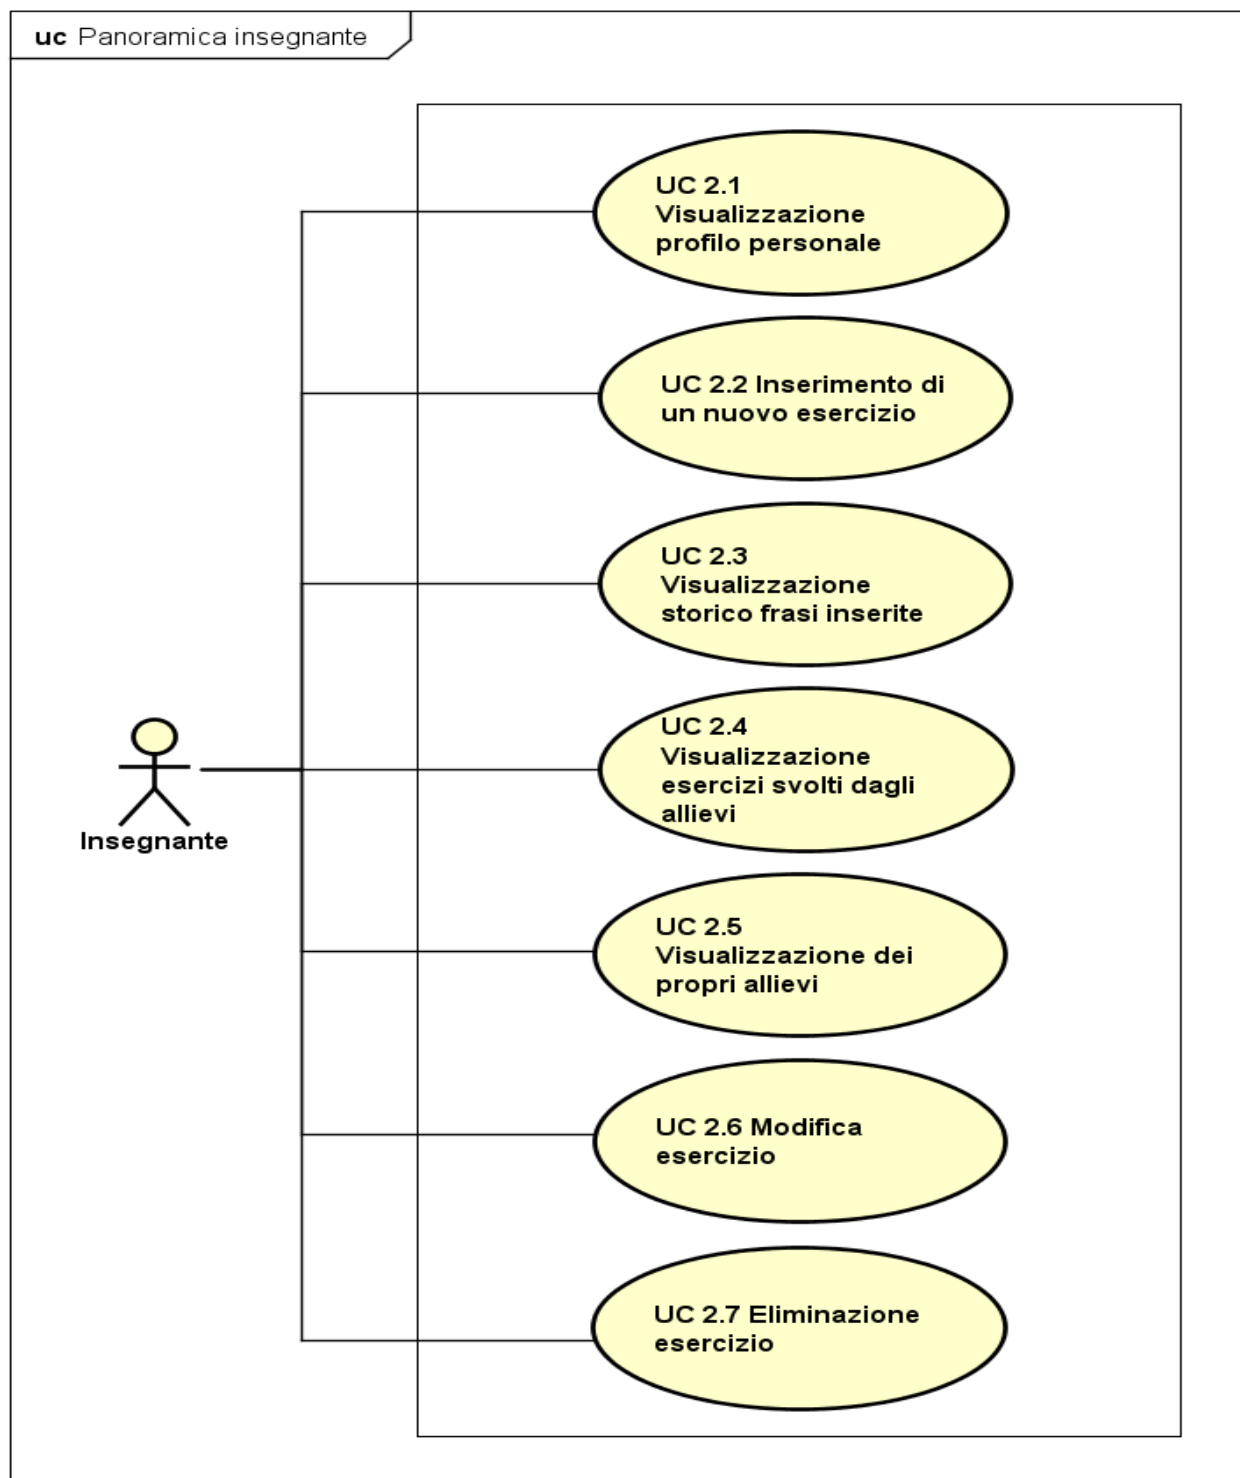 uc Panoramica insegnante
UC 2.1
Visualizzazione
profilo personale
UC 2.2 Inserimento di
un nuovo esercizio
UC 2.3
Visualizzazione
storico frasi inserite
UC 2.4
Visualizzazione
esercizi svolti dagli
allievi
Insegnante
UC 2.5
Visualizzazione dei
propri allievi
UC 2.6 Modifica
esercizio
UC 2.7 Eliminazione
esercizio